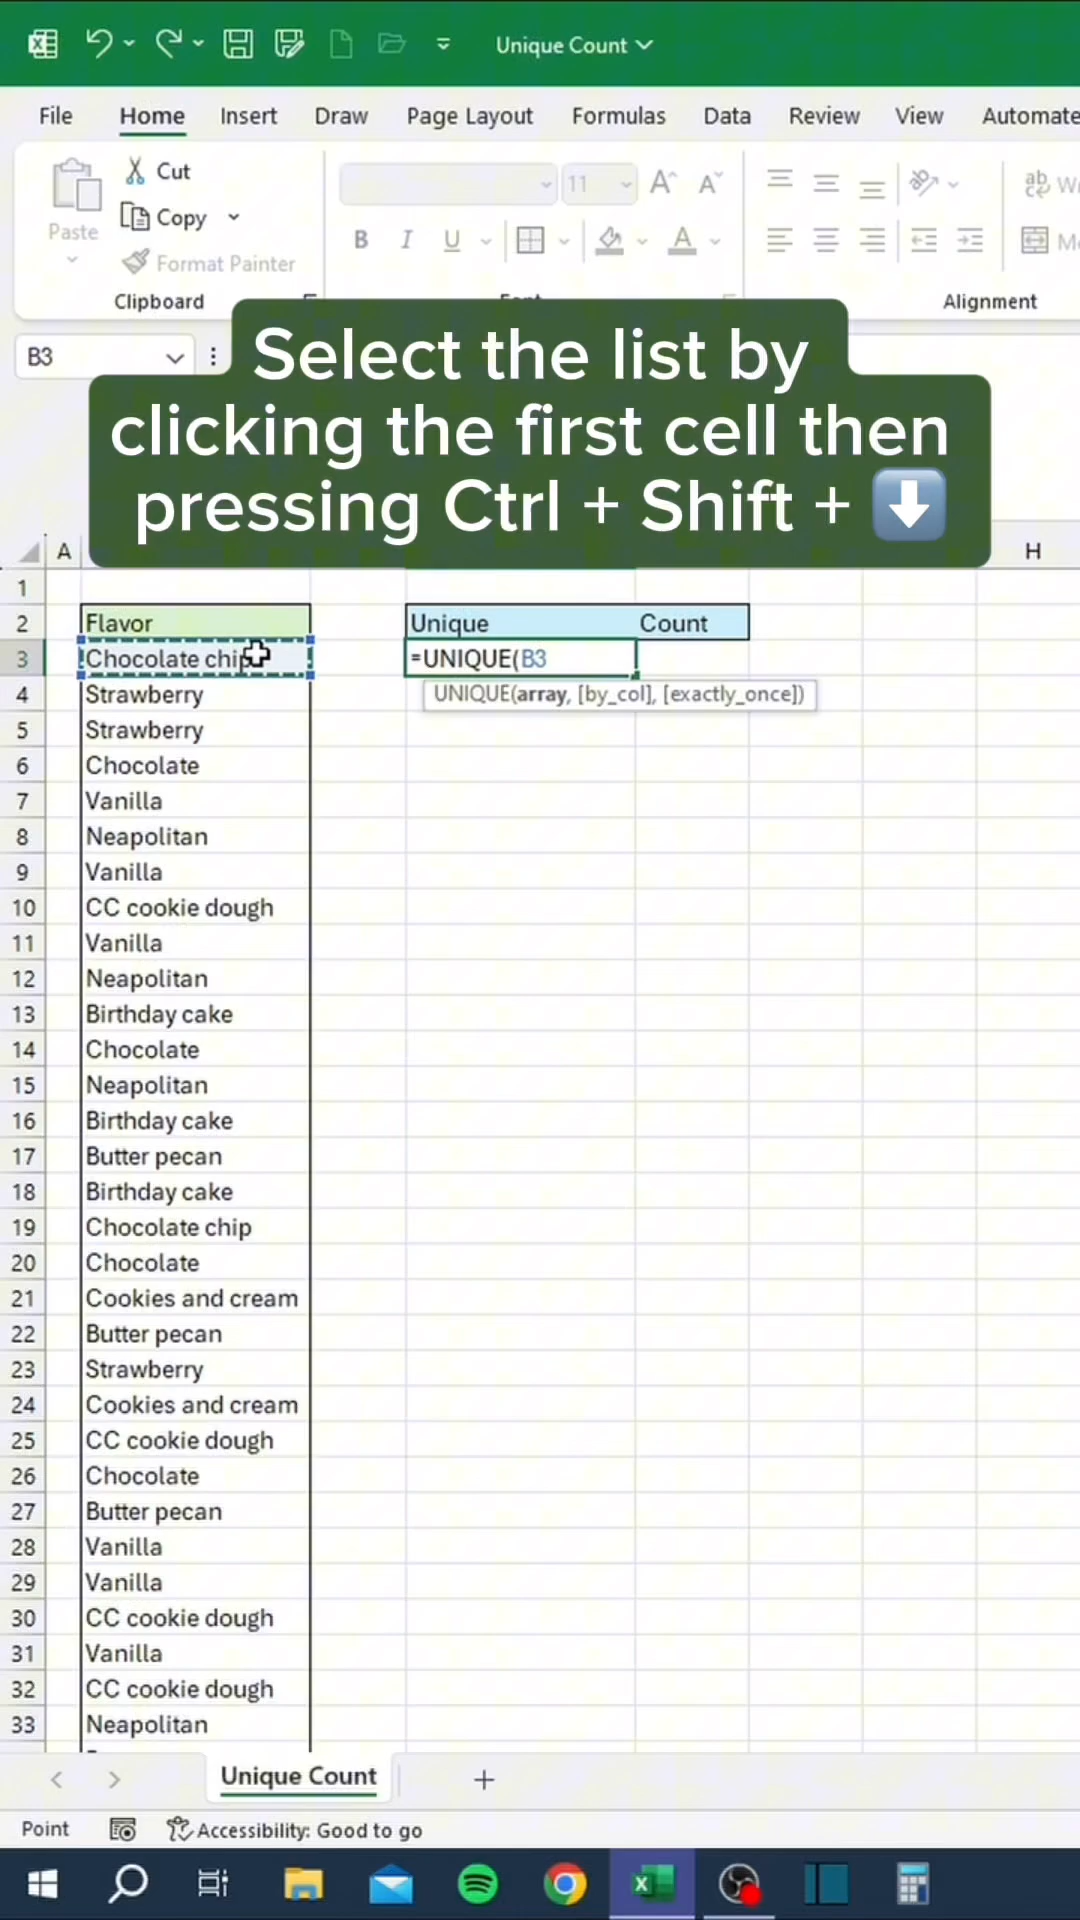 Unique Count
File Home Insert Draw Page Layout Formulas Data Review View Automate
Cut
11
ab
Copy
Paste
B I U
A
Format Painter
Clipboard
Alignment
Select the list by
clicking the first cell then
pressing Ctrl + Shift + ⬇
B3
A
H
1
2 Flavor Unique Count
3 Chocolate chip =UNIQUE(B3
4 Strawberry UNIQUE(array, [by_col], [exactly_once])
5 Strawberry
6 Chocolate
7 Vanilla
8 Neapolitan
9 Vanilla
10 CC cookie dough
11 Vanilla
12 Neapolitan
13 Birthday cake
14 Chocolate
15 Neapolitan
16 Birthday cake
17 Butter pecan
18 Birthday cake
19 Chocolate chip
20 Chocolate
21 Cookies and cream
22 Butter pecan
23 Strawberry
24 Cookies and cream
25 CC cookie dough
26 Chocolate
27 Butter pecan
28 Vanilla
29 Vanilla
30 CC cookie dough
31 Vanilla
32 CC cookie dough
33 Neapolitan
Unique Count
Point Accessibility: Good to go